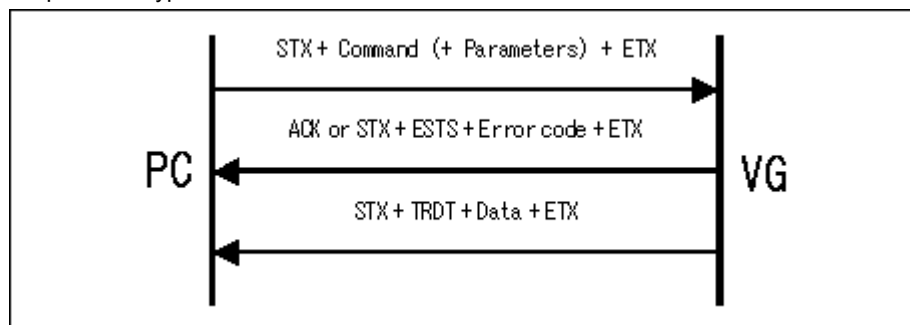 STX + Command (+ Parameters) + ETX
ACK or STX + ESTS + Error code + ETX
PC
VG
STX + TRDT + Data + ETX